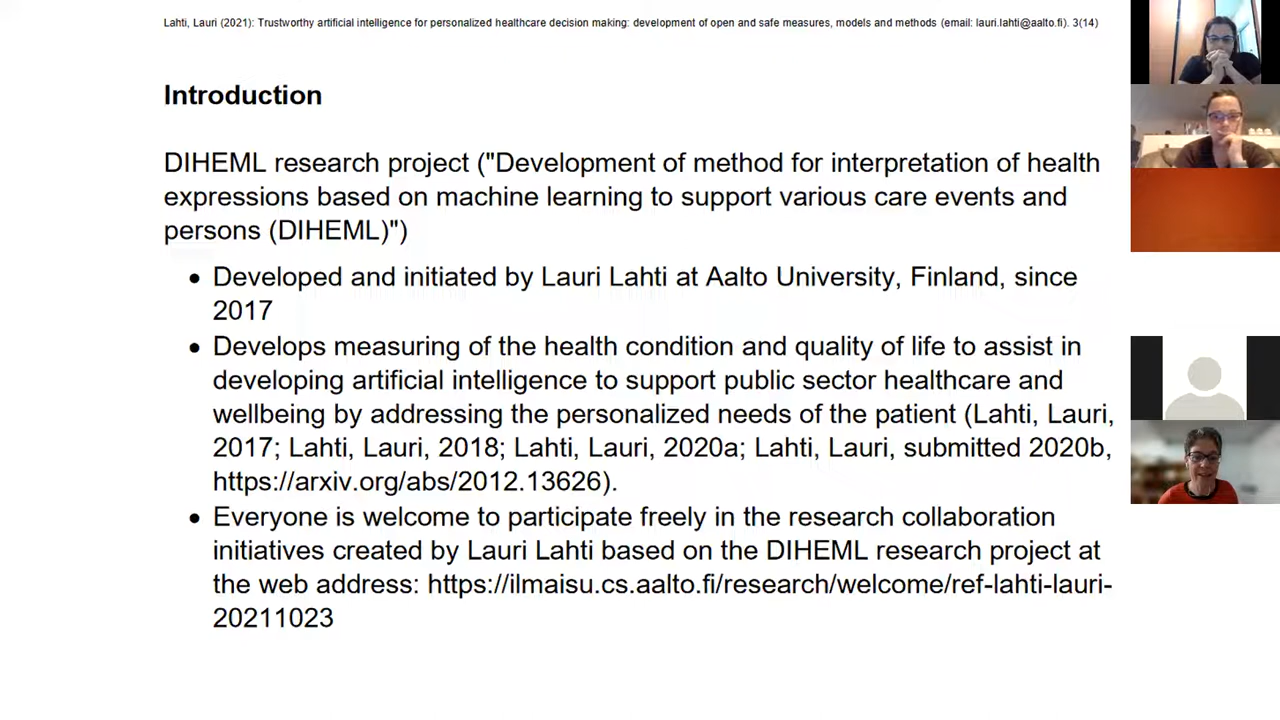 Lahti, Lauri (2021): Trustworthy artificial intelligence for personalized healthcare decision making: development of open and safe measures, models and methods (email: lauri.lahti@aalto.fi). 3(14)
Introduction
DIHEML research project ("Development of method for interpretation of health
expressions based on machine learning to support various care events and
persons (DIHEML)")
● Developed and initiated by Lauri Lahti at Aalto University, Finland, since
2017
● Develops measuring of the health condition and quality of life to assist in
developing artificial intelligence to support public sector healthcare and
wellbeing by addressing the personalized needs of the patient (Lahti, Lauri,
2017; Lahti, Lauri, 2018; Lahti, Lauri, 2020a; Lahti, Lauri, submitted 2020b,
https://arxiv.org/abs/2012.13626).
● Everyone is welcome to participate freely in the research collaboration
initiatives created by Lauri Lahti based on the DIHEML research project at
the web address: https://ilmaisu.cs.aalto.fi/research/welcome/ref-lahti-lauri-
20211023